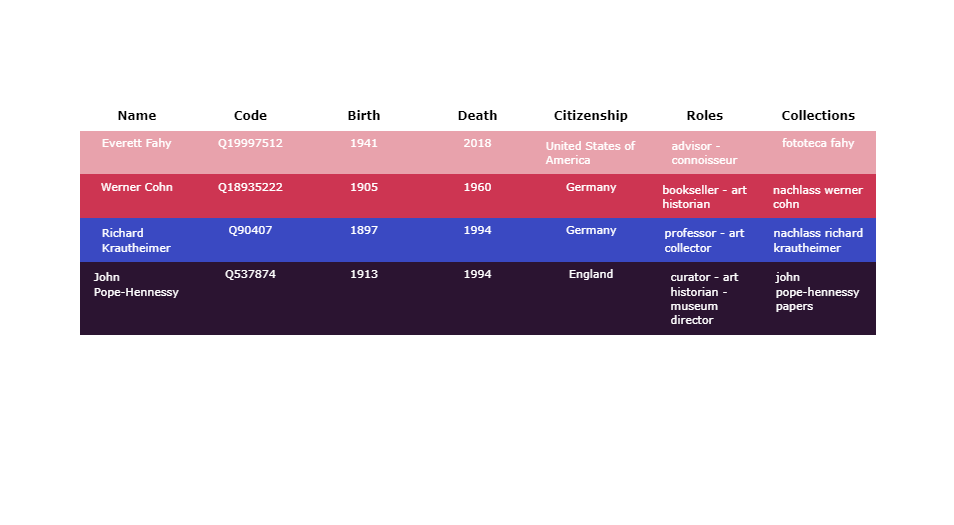 Name Code Birth Death Citizenship Roles Collections
Everett Fahy Q19997512 1941 2018 United States of America advisor - connoisseur fototeca fahy
Werner Cohn Q18935222 1905 1960 Germany bookseller - art historian nachlass werner cohn
Richard Krautheimer Q90407 1897 1994 Germany professor - art collector nachlass richard krautheimer
John Pope-Hennessy Q537874 1913 1994 England curator - art historian - museum director john pope-hennessy papers